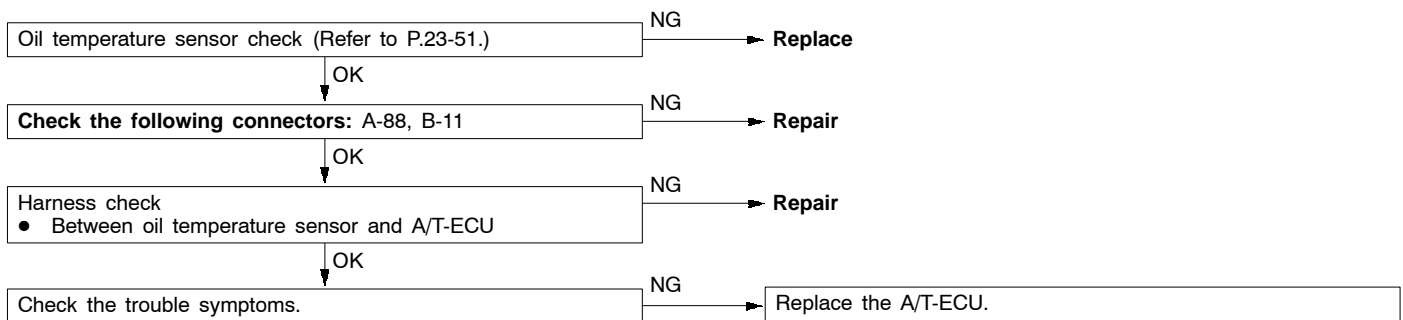 Oil temperature sensor check (Refer to P.23-51.)
NG
Replace
OK
Check the following connectors: A-88, B-11
NG
Repair
OK
Harness check
● Between oil temperature sensor and A/T-ECU
NG
Repair
OK
Check the trouble symptoms.
NG
Replace the A/T-ECU.